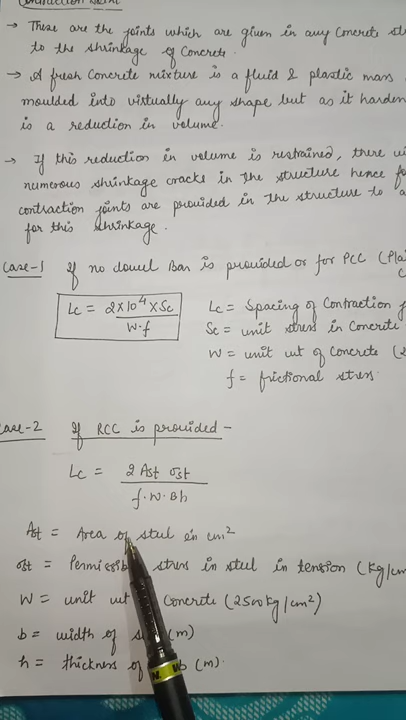 Contraction Joint
→ These are the joints which are given in any concrete
to the shrinkage of concrete.
→ A fresh concrete mixture is a fluid & plastic mass
moulded into virtually any shape but as it harden
is a reduction in volume.
→ If this reduction in volume is restrained, there
numerous shrinkage cracks in the structure hence
contraction joints are provided in the structure to
for this shrinkage.
Case-1 If no dowel Bar is provided or for PCC
Lc = 2×10⁴×Sc / W.f
Lc = Spacing of Contraction
Sc = unit stress in Concrete
W = unit wt of Concrete
f = frictional stress
Case-2 If RCC is provided -
Lc = 2 Ast σst / f.W.Bh
Ast = Area of stul in cm²
σst = stress in steel in tension (kg/cm
W = unit wt Concrete (2500kg/cm²)
b = width of (m)
h = thickness of (m).
N